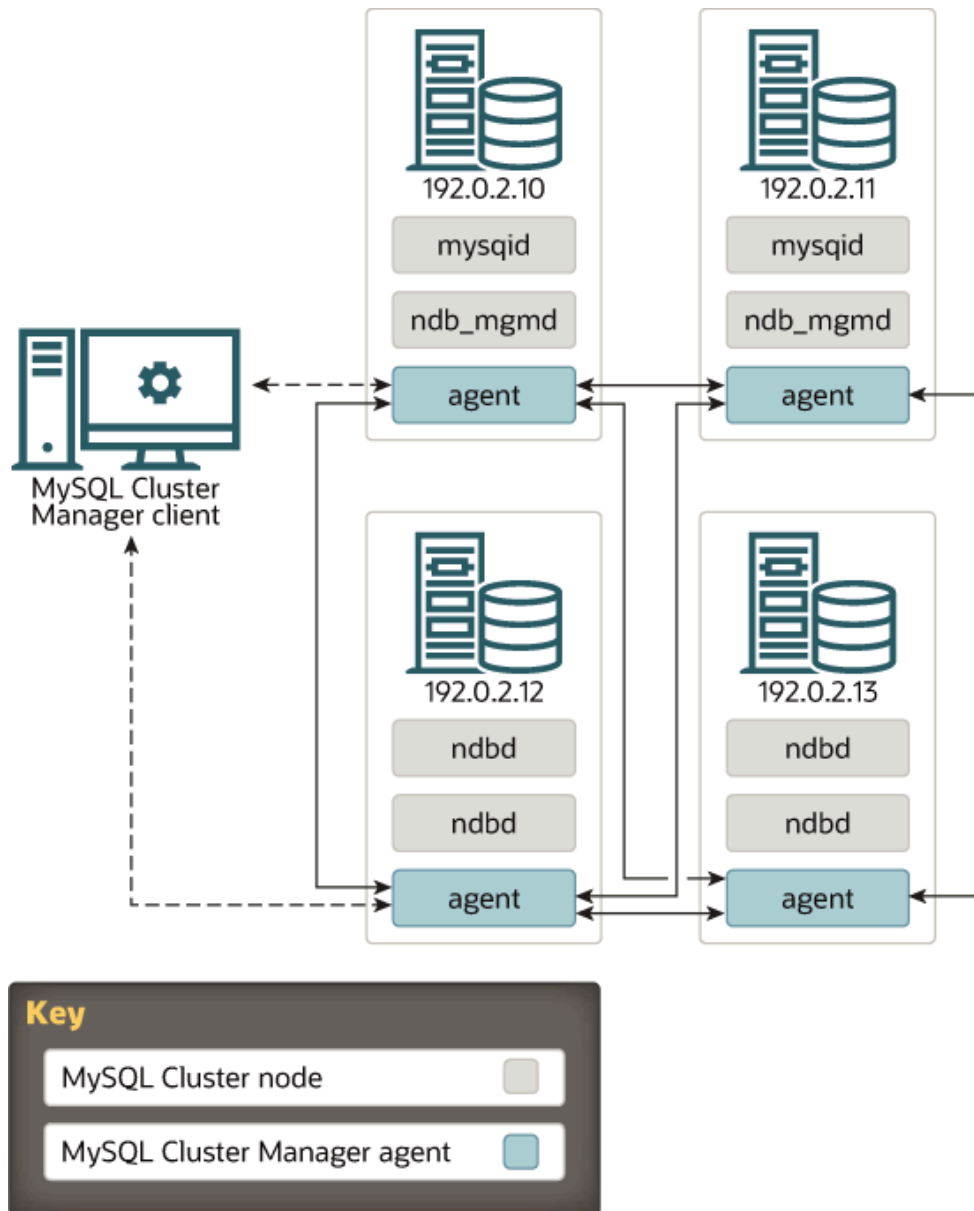 192.0.2.10
mysqid
ndb_mgmd
agent
192.0.2.11
mysqid
ndb_mgmd
agent
MySQL Cluster
Manager client
192.0.2.12
ndbd
ndbd
agent
192.0.2.13
ndbd
ndbd
agent
Key
MySQL Cluster node
MySQL Cluster Manager agent